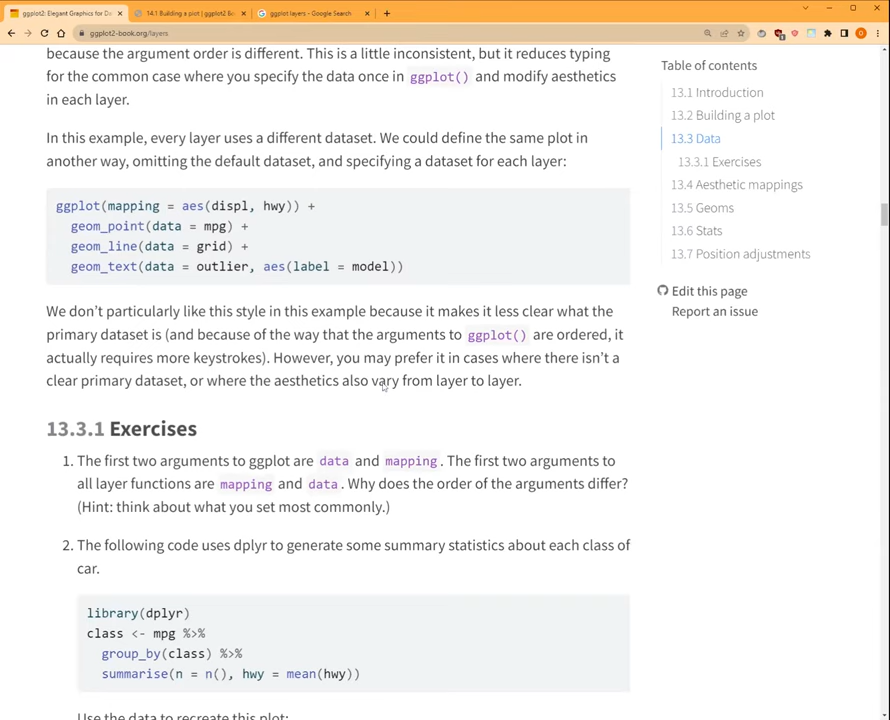 ggplot2: Elegant Graphics for Data
14.1 Building a plot | ggplot2 Bo
ggplot layers - Google Search
ggplot2-book.org/layers
because the argument order is different. This is a little inconsistent, but it reduces typing
for the common case where you specify the data once in ggplot() and modify aesthetics
in each layer.
In this example, every layer uses a different dataset. We could define the same plot in
another way, omitting the default dataset, and specifying a dataset for each layer:
ggplot(mapping = aes(displ, hwy)) +
  geom_point(data = mpg) +
  geom_line(data = grid) +
  geom_text(data = outlier, aes(label = model))
We don’t particularly like this style in this example because it makes it less clear what the
primary dataset is (and because of the way that the arguments to ggplot() are ordered, it
actually requires more keystrokes). However, you may prefer it in cases where there isn’t a
clear primary dataset, or where the aesthetics also vary from layer to layer.
13.3.1 Exercises
1. The first two arguments to ggplot are data and mapping. The first two arguments to
all layer functions are mapping and data. Why does the order of the arguments differ?
(Hint: think about what you set most commonly.)
2. The following code uses dplyr to generate some summary statistics about each class of
car.
library(dplyr)
class <- mpg %>%
  group_by(class) %>%
  summarise(n = n(), hwy = mean(hwy))
Use the data to recreate this plot:
Table of contents
13.1 Introduction
13.2 Building a plot
13.3 Data
13.3.1 Exercises
13.4 Aesthetic mappings
13.5 Geoms
13.6 Stats
13.7 Position adjustments
Edit this page
Report an issue